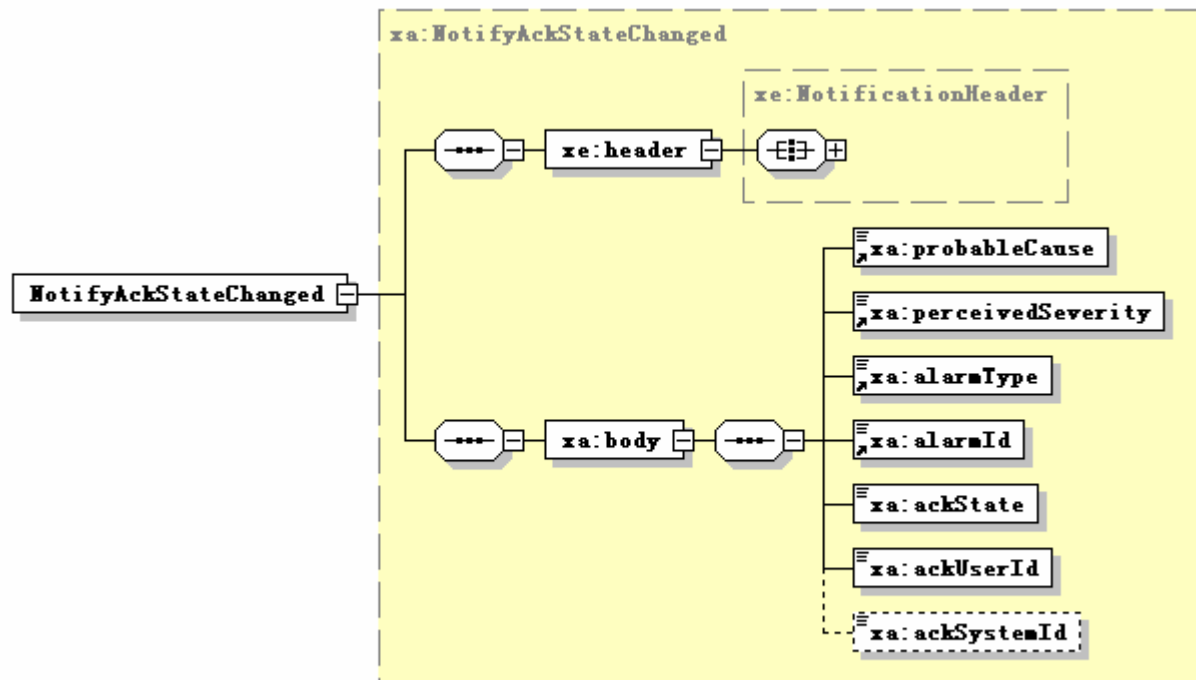 xa:NotifyAckStateChanged
xe:NotificationHeader
xe:header
xa:probableCause
NotifyAckStateChanged
xa:perceivedSeverity
xa:alarmType
xa:body
xa:alarmId
xa:ackState
xa:ackUserId
xa:ackSystemId